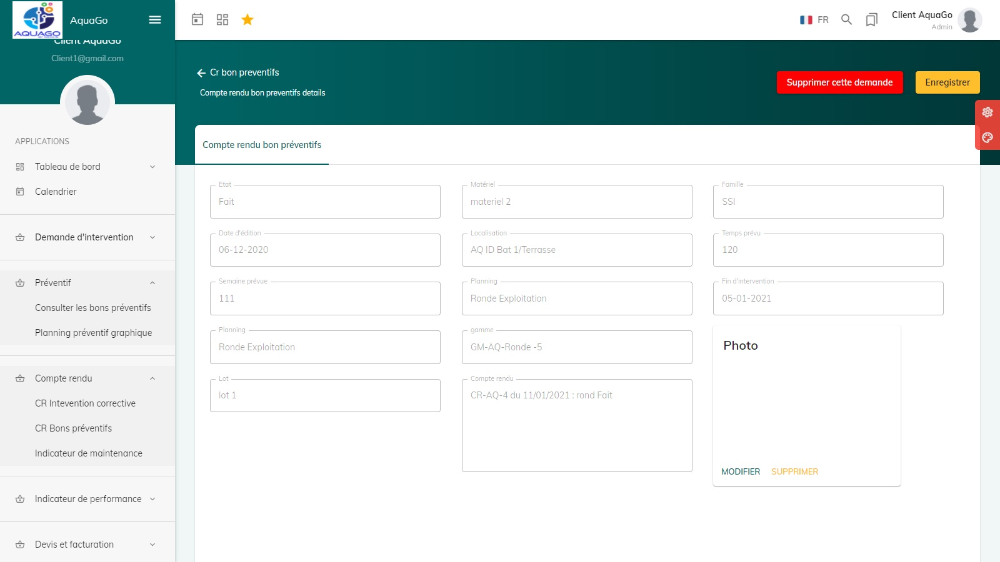 AQUAGO
AquaGo
FR
Client AquaGo
Admin
Client AquaGo
Client1@gmail.com
APPLICATIONS
Tableau de bord
Calendrier
Demande d'intervention
Préventif
Consulter les bons préventifs
Planning préventif graphique
Compte rendu
CR Intevention corrective
CR Bons préventifs
Indicateur de maintenance
Indicateur de performance
Devis et facturation
Cr bon preventifs
Compte rendu bon preventifs details
Supprimer cette demande
Enregistrer
Compte rendu bon préventifs
Etat
Fait
Matériel
materiel 2
Famille
SSI
Date d'édition
06-12-2020
Localisation
AQ ID Bat 1/Terrasse
Temps prévu
120
Semaine prévue
111
Planning
Ronde Exploitation
Fin d'intervention
05-01-2021
Planning
Ronde Exploitation
gamme
GM-AQ-Ronde -5
Photo
Lot
lot 1
Compte rendu
CR-AQ-4 du 11/01/2021 : rond Fait
MODIFIER
SUPPRIMER